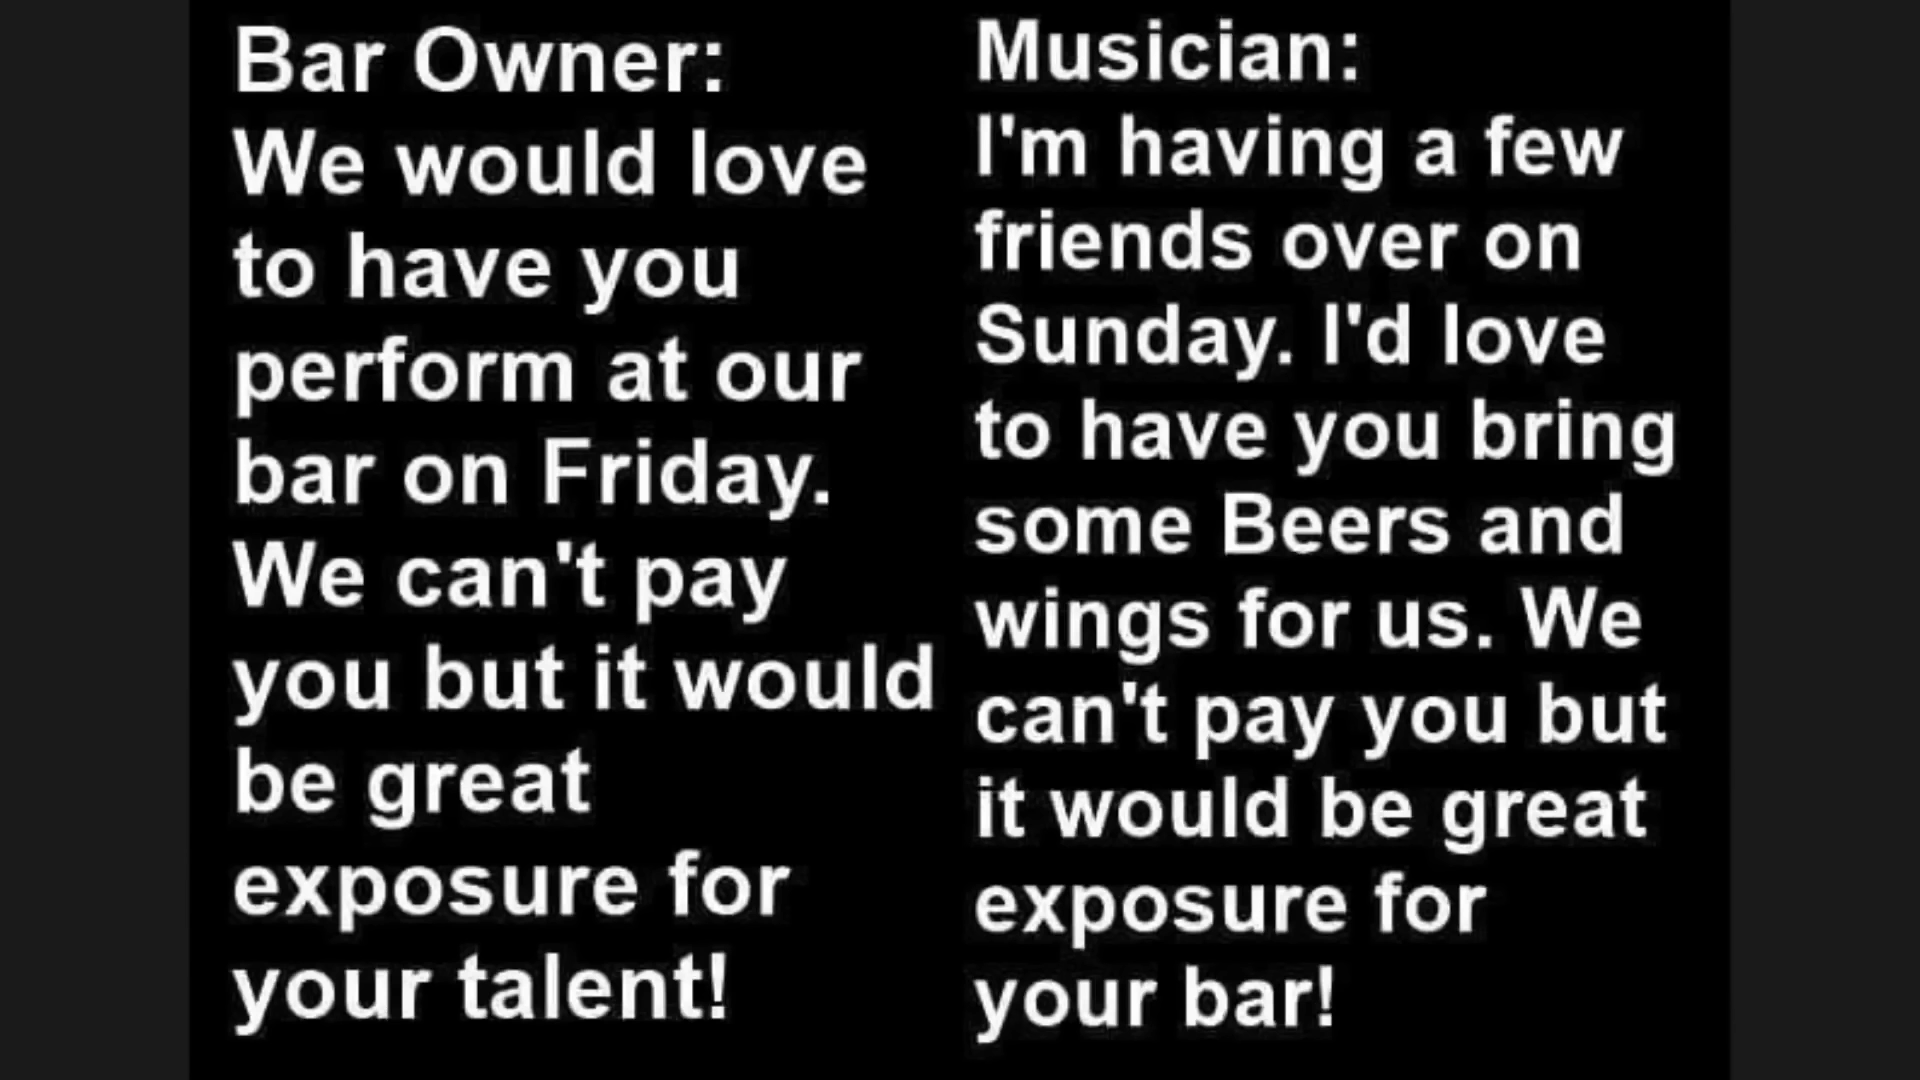 Bar Owner:
We would love
to have you
perform at our
bar on Friday.
We can't pay
you but it would
be great
exposure for
your talent!
Musician:
I'm having a few
friends over on
Sunday. I'd love
to have you bring
some Beers and
wings for us. We
can't pay you but
it would be great
exposure for
your bar!